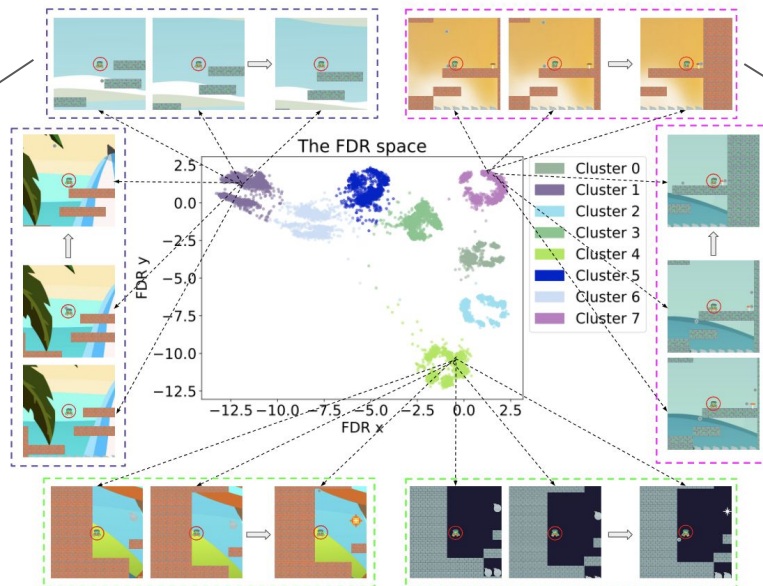 The FDR space
2.5
0.0
−2.5
−5.0
−7.5
−10.0
−12.5
FDR y
−12.5 −10.0 −7.5 −5.0 −2.5 0.0 2.5
FDR x
Cluster 0
Cluster 1
Cluster 2
Cluster 3
Cluster 4
Cluster 5
Cluster 6
Cluster 7